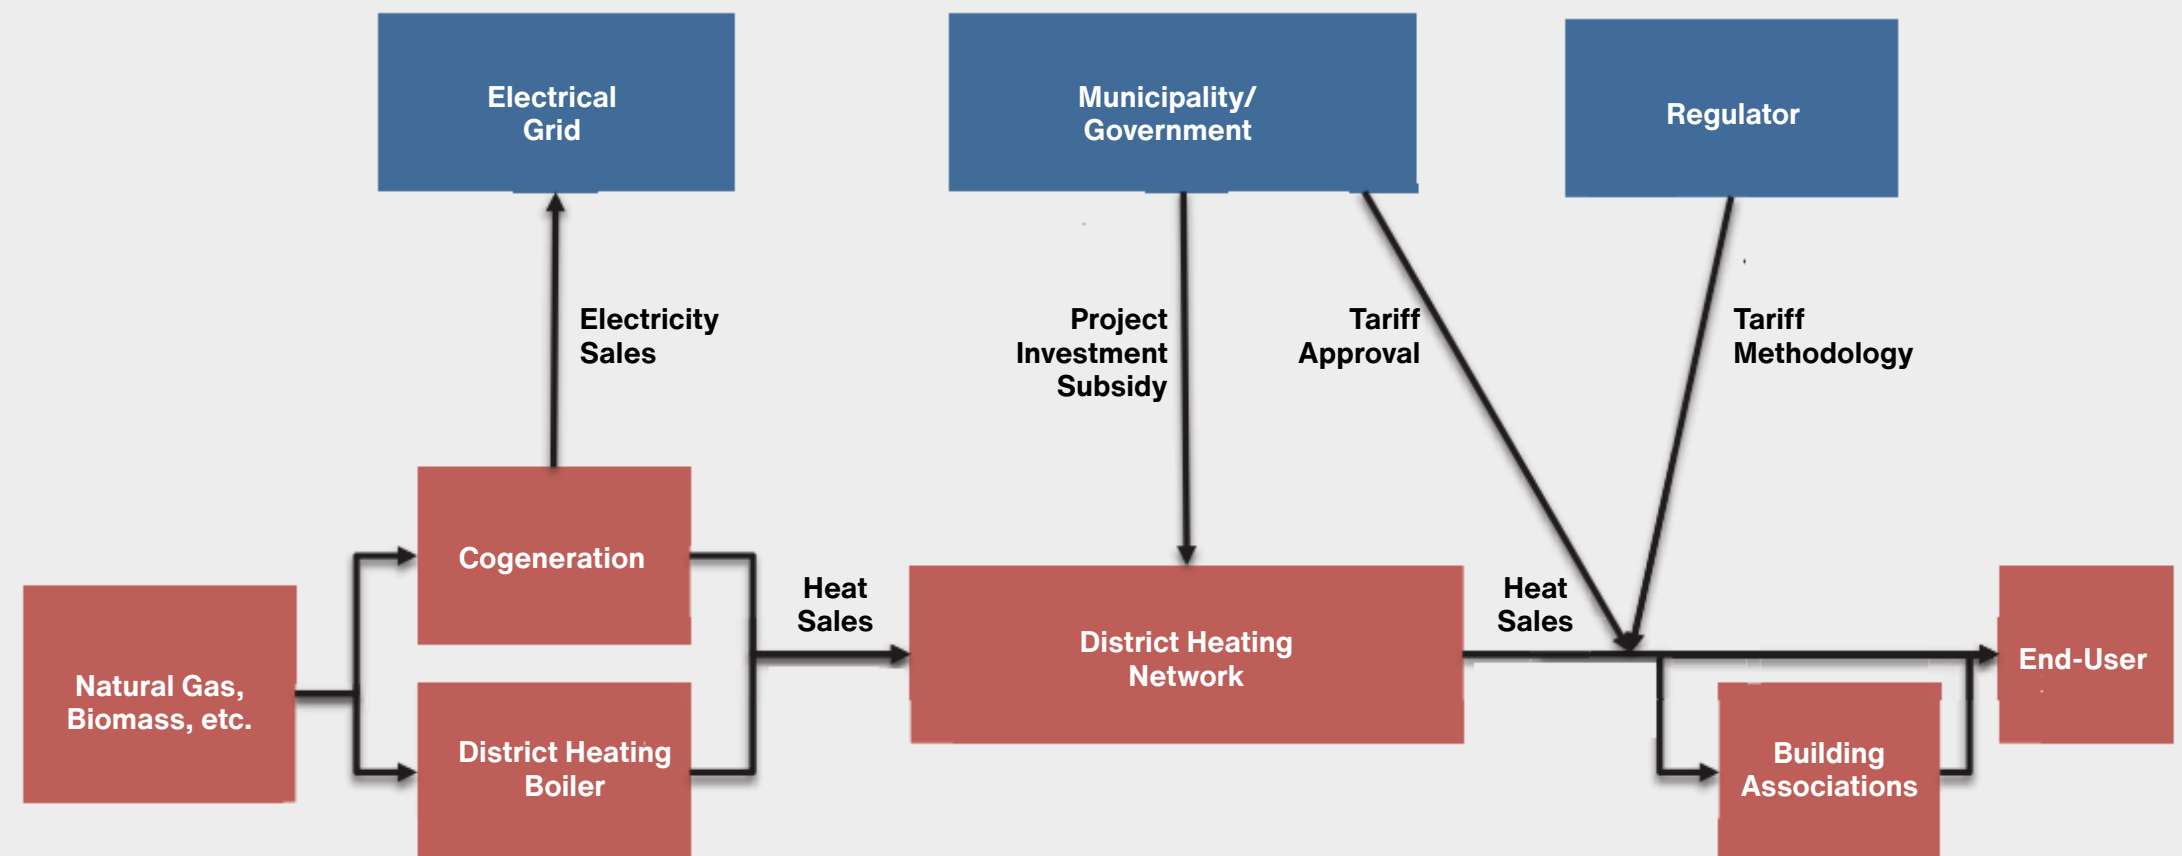 Electrical
Grid
Municipality/
Government
Regulator
Electricity
Sales
Project
Investment
Subsidy
Tariff
Approval
Tariff
Methodology
Natural Gas,
Biomass, etc.
Cogeneration
District Heating
Boiler
Heat
Sales
District Heating
Network
Heat
Sales
Building
Associations
End-User